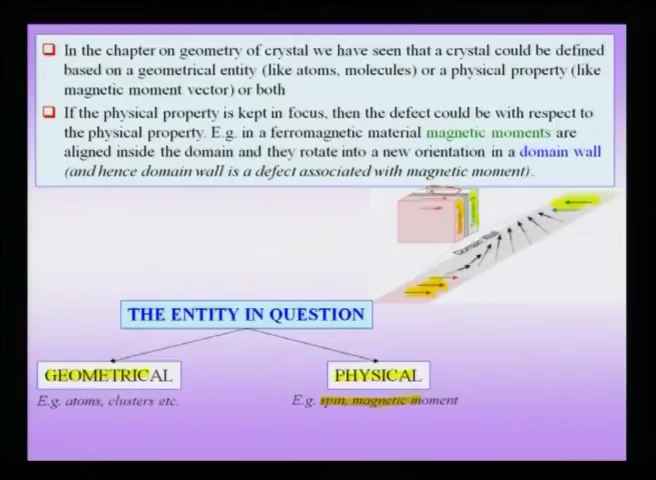 In the chapter on geometry of crystal we have seen that a crystal could be defined
based on a geometrical entity (like atoms, molecules) or a physical property (like
magnetic moment vector) or both
If the physical property is kept in focus, then the defect could be with respect to
the physical property. E.g. in a ferromagnetic material magnetic moments are
aligned inside the domain and they rotate into a new orientation in a domain wall
(and hence domain wall is a defect associated with magnetic moment).
Domain Wall
THE ENTITY IN QUESTION
GEOMETRICAL
PHYSICAL
E.g. atoms, clusters etc.
E.g. spin, magnetic moment